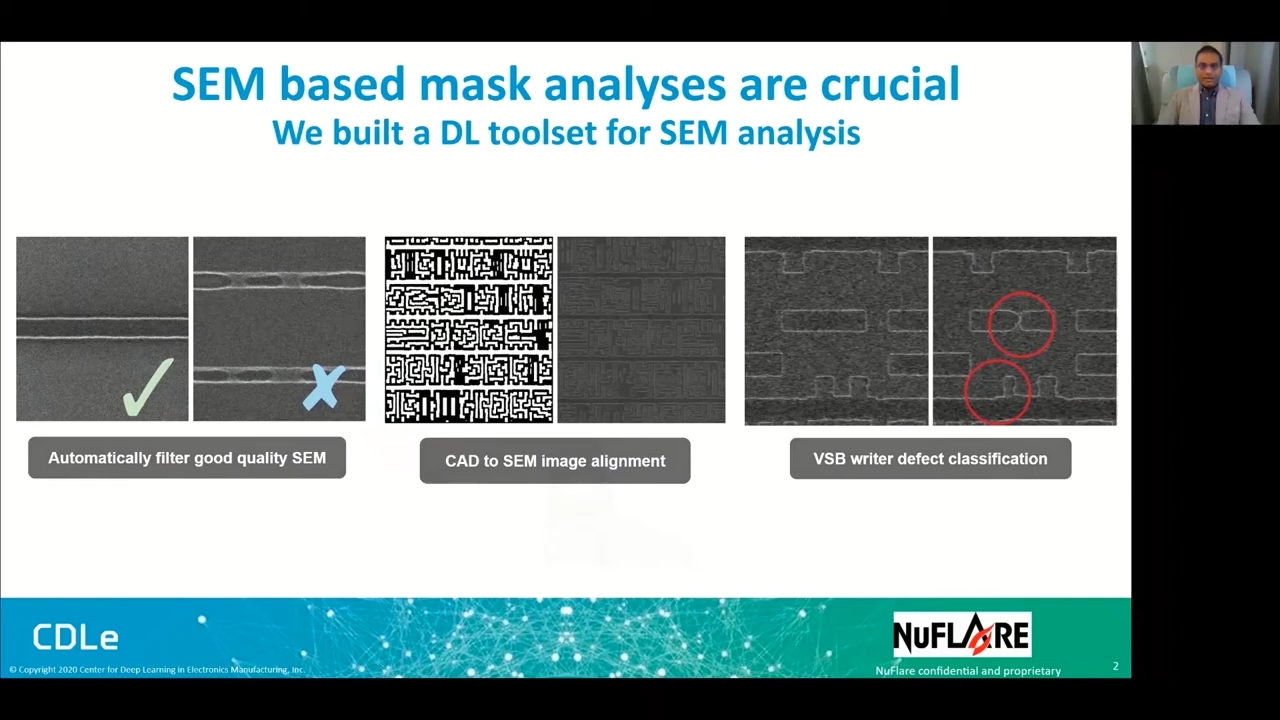 SEM based mask analyses are crucial
We built a DL toolset for SEM analysis
Automatically filter good quality SEM
CAD to SEM image alignment
VSB writer defect classification
CDLe
NUFLARE
© Copyright 2020 Center for Deep Learning in Electronics Manufacturing, Inc.
NuFlare confidential and proprietary
2